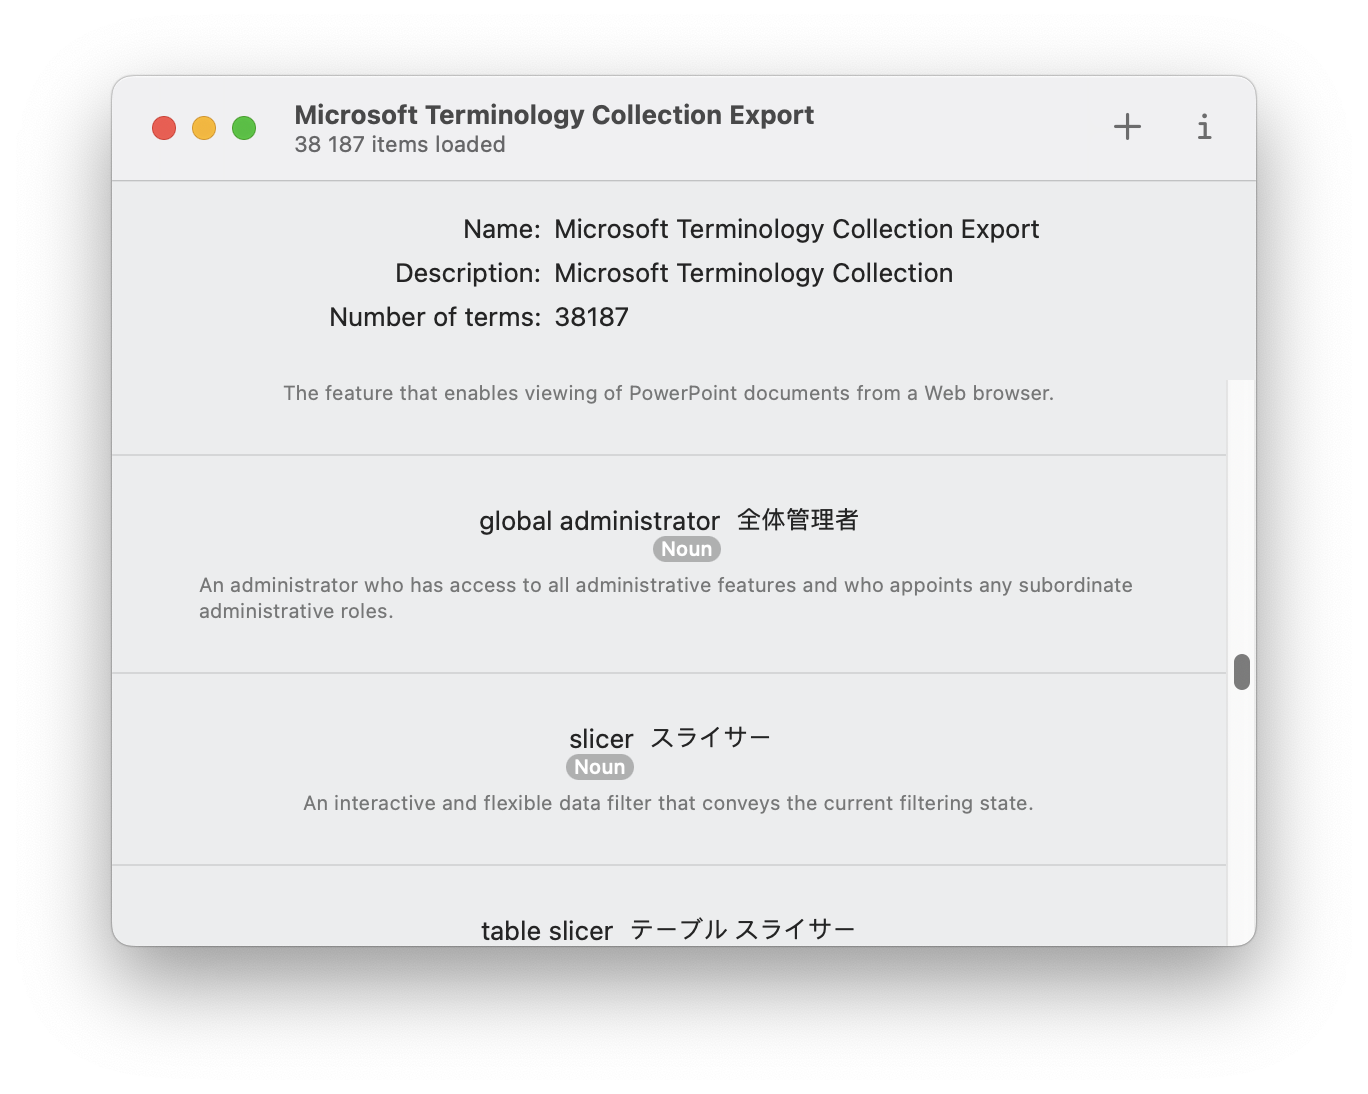 Microsoft Terminology Collection Export
38 187 items loaded
Name: Microsoft Terminology Collection Export
Description: Microsoft Terminology Collection
Number of terms: 38187
The feature that enables viewing of PowerPoint documents from a Web browser.
global administrator 全体管理者
Noun
An administrator who has access to all administrative features and who appoints any subordinate
administrative roles.
slicer スライサー
Noun
An interactive and flexible data filter that conveys the current filtering state.
table slicer テーブル スライサー